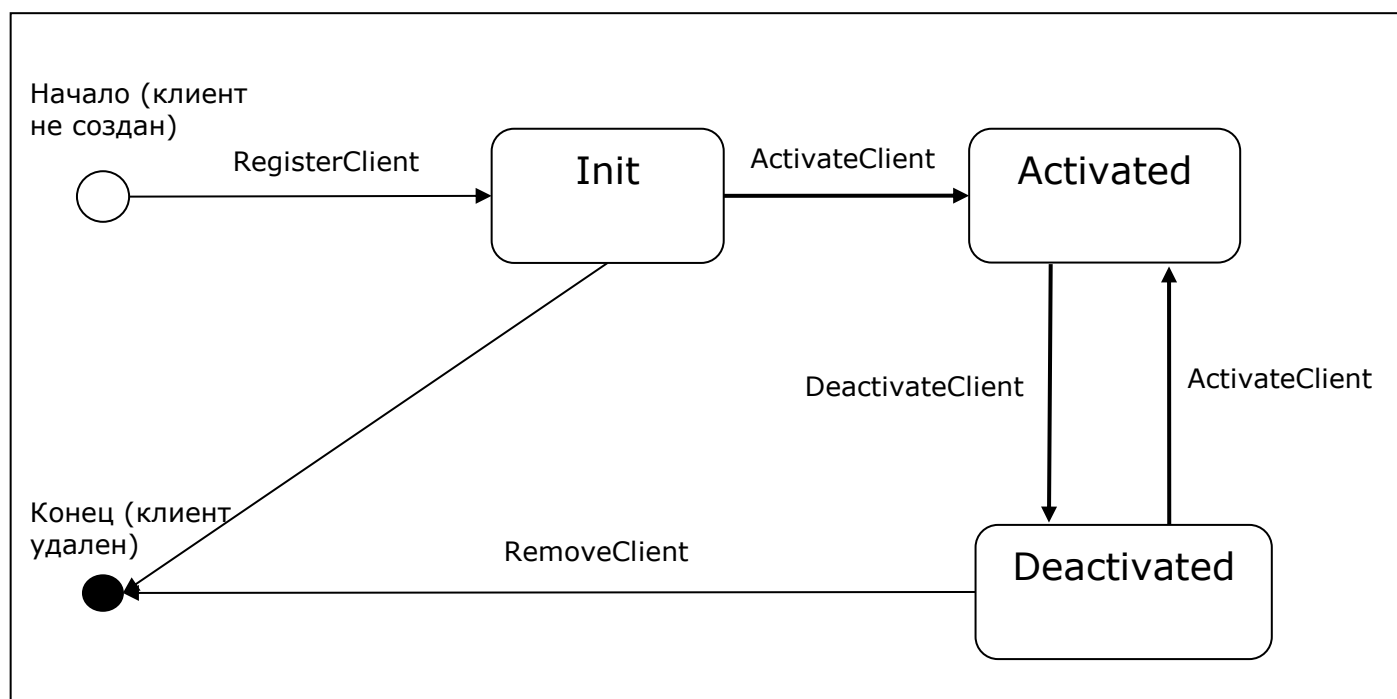 Начало (клиент
не создан)
RegisterClient
Init
ActivateClient
Activated
DeactivateClient
ActivateClient
Конец (клиент
удален)
RemoveClient
Deactivated